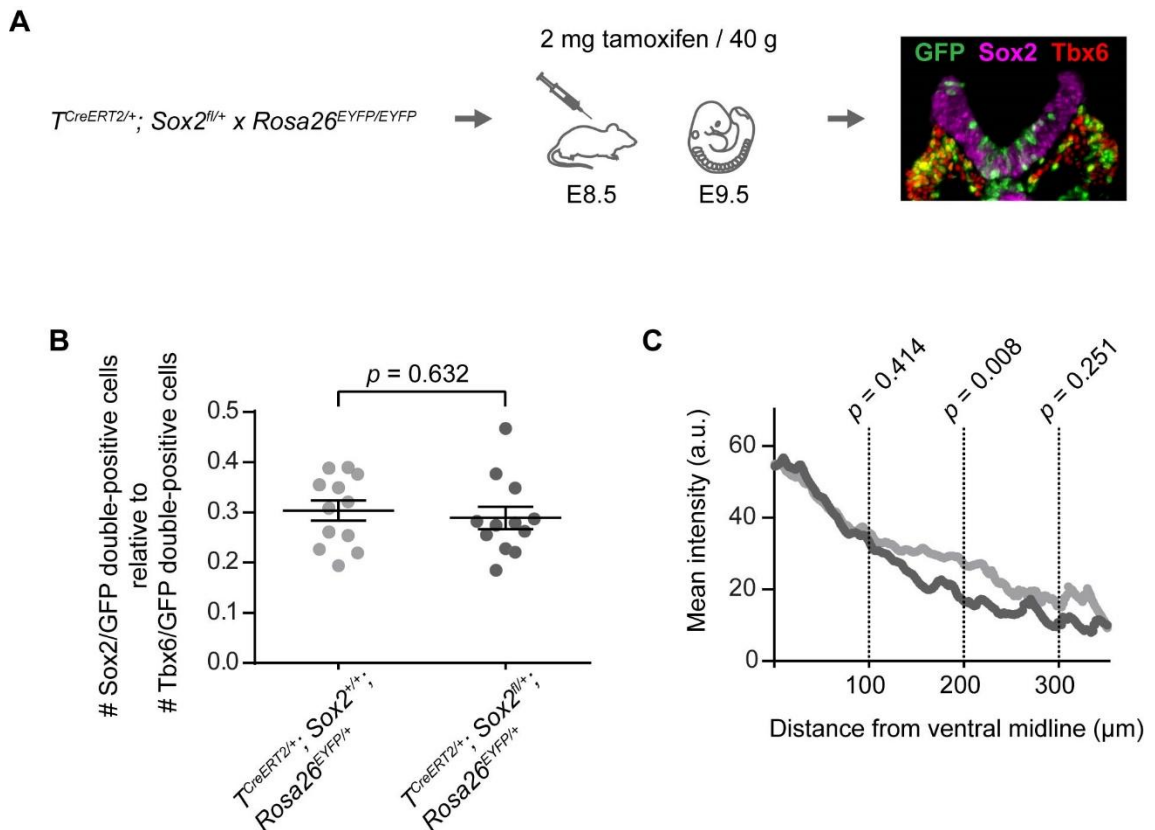 A
2 mg tamoxifen / 40 g
T^CreERT2/+; Sox2^fl/+ x Rosa26^EYFP/EYFP
E8.5
E9.5
GFP Sox2 Tbx6
B
# Sox2/GFP double-positive cells
relative to
# Tbx6/GFP double-positive cells
p = 0.632
0.5
0.4
0.3
0.2
0.1
0.0
T^CreERT2/+; Sox2^+/+;
Rosa26^EYFP/+
T^CreERT2/+; Sox2^fl/+;
Rosa26^EYFP/+
C
p = 0.414
p = 0.008
p = 0.251
Mean intensity (a.u.)
60
40
20
0
100
200
300
Distance from ventral midline (µm)